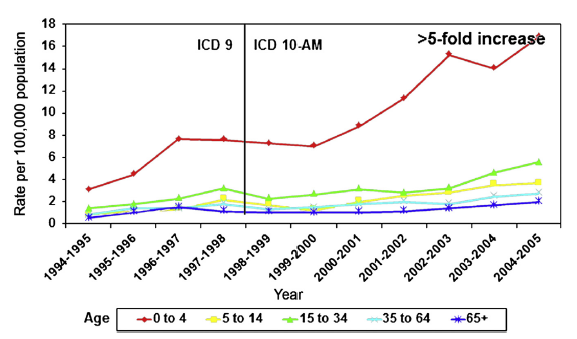 18
16
14
12
10
8
6
4
2
0
Rate per 100,000 population
ICD 9
ICD 10-AM
>5-fold increase
1994-1995
1995-1996
1996-1997
1997-1998
1998-1999
1999-2000
2000-2001
2001-2002
2002-2003
2003-2004
2004-2005
Year
Age
0 to 4
5 to 14
15 to 34
35 to 64
65+